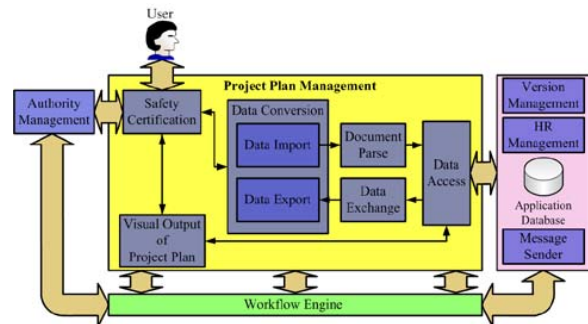 User
Project Plan Management
Authority
Management
Safety
Certification
Data Conversion
Data Import
Data Export
Document
Parse
Data
Exchange
Data
Access
Visual Output
of
Project Plan
Version
Management
HR
Management
Application
Database
Message
Sender
Workflow Engine